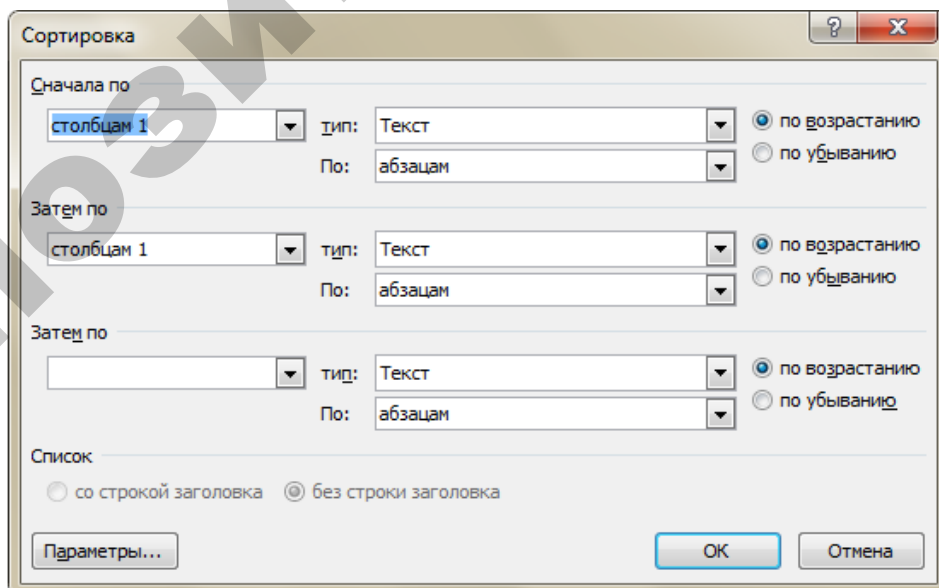 Сортировка
Сначала по
столбцам 1 тип: Текст по возрастанию
По: абзацам по убыванию
Затем по
столбцам 1 тип: Текст по возрастанию
По: абзацам по убыванию
Затем по
тип: Текст по возрастанию
По: абзацам по убыванию
Список
со строкой заголовка без строки заголовка
Параметры... ОК Отмена